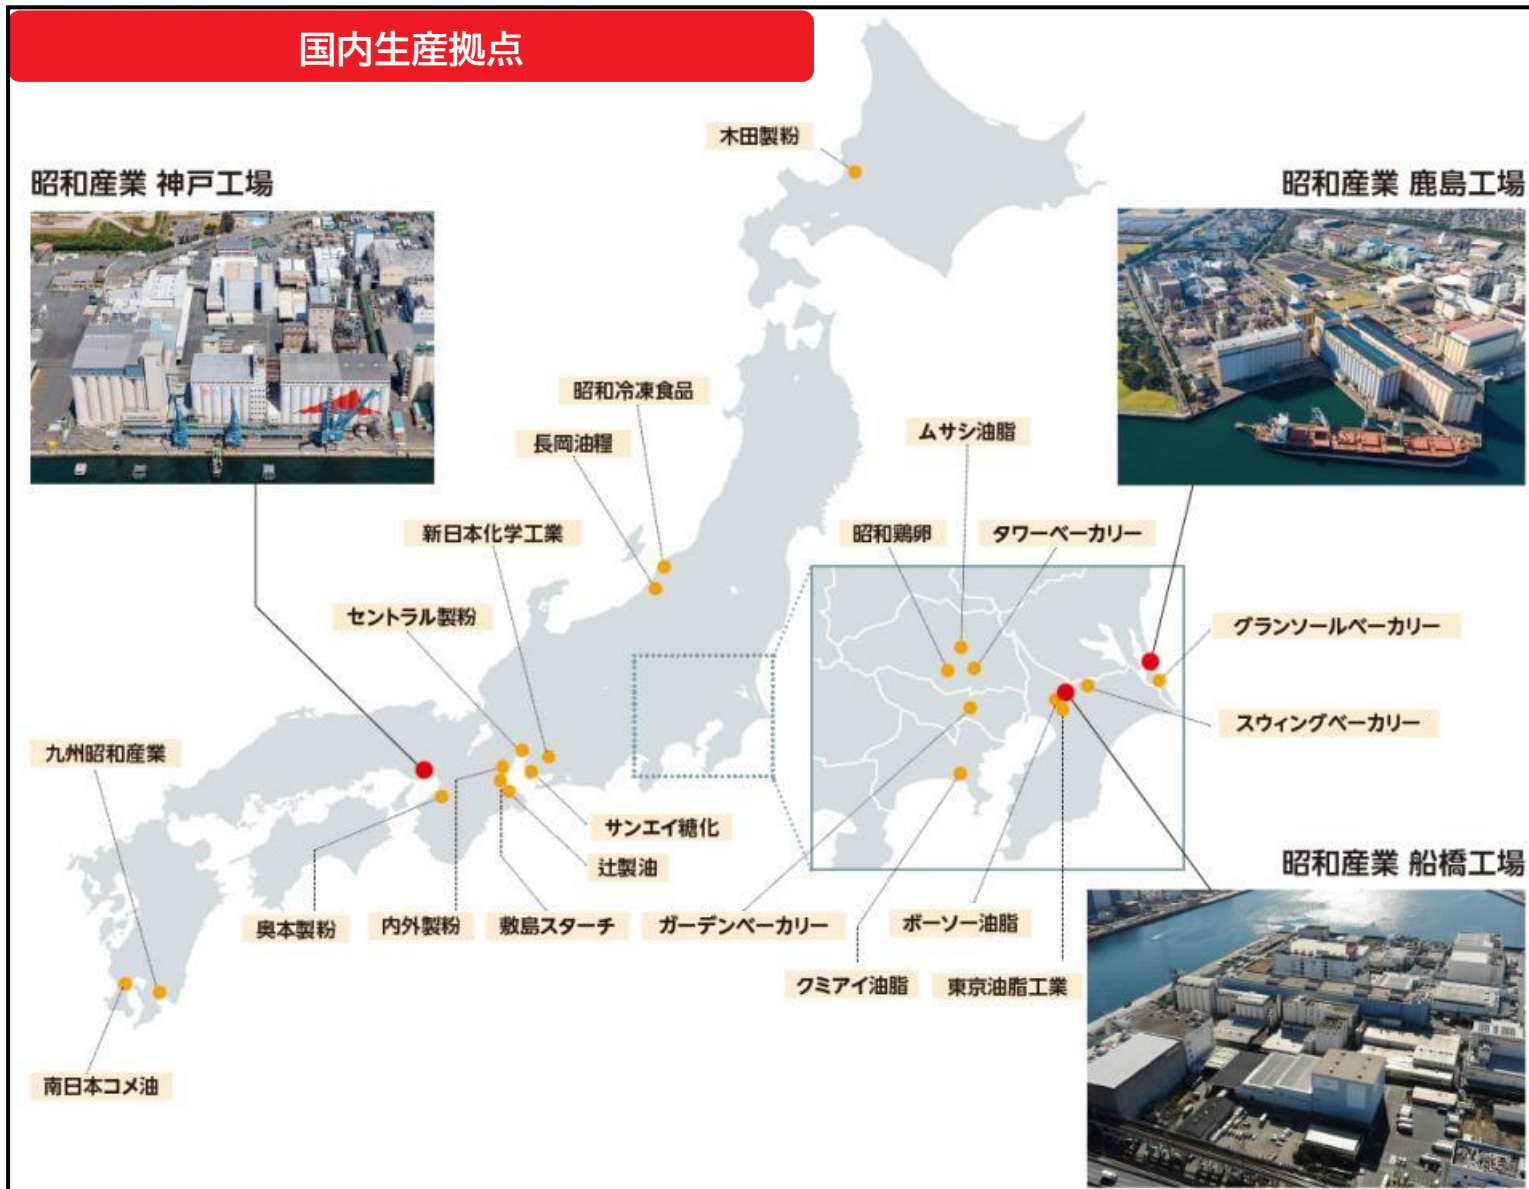 国内生産拠点
木田製粉
昭和産業 神戸工場
昭和産業 鹿島工場
昭和冷凍食品
長岡油糧
ムサシ油脂
新日本化学工業
昭和鶏卵
タワーベーカリー
セントラル製粉
グランソールベーカリー
スウィングベーカリー
九州昭和産業
サンエイ糖化
辻製油
昭和産業 船橋工場
奥本製粉
内外製粉
敷島スターチ
ガーデンベーカリー
ボーソー油脂
クミアイ油脂
東京油脂工業
南日本コメ油